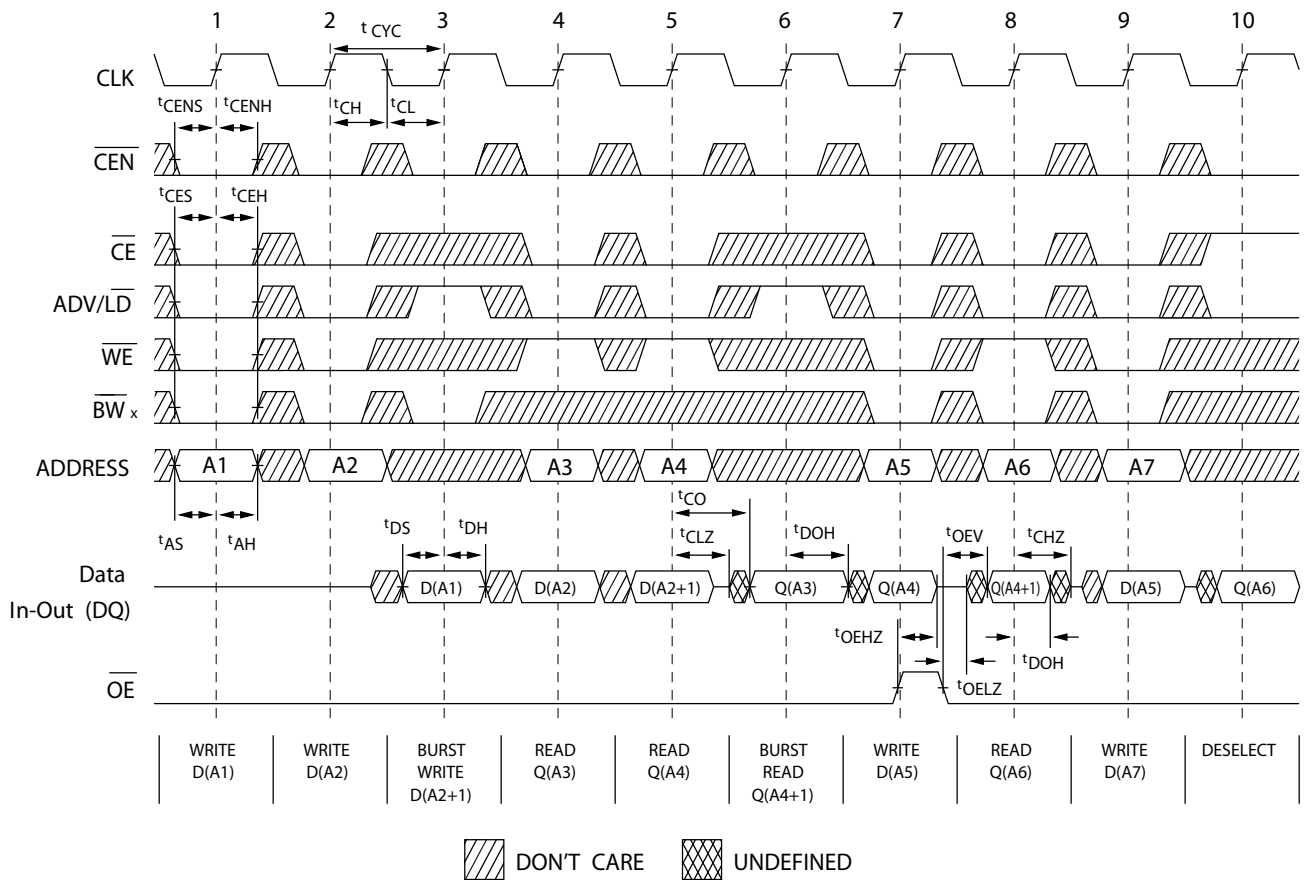 1 2 3 4 5 6 7 8 9 10
t CYC
CLK
tCENS tCENH tCH tCL
CEN
tCES tCEH
CE
ADV/LD
WE
BW x
ADDRESS A1 A2 A3 A4 A5 A6 A7
tCO
tAS tAH tDS tDH tCLZ tDOH tOEV tCHZ
Data
In-Out (DQ)
D(A1) D(A2) D(A2+1) Q(A3) Q(A4) Q(A4+1) D(A5) Q(A6)
tOEHZ tDOH
tOELZ
OE
WRITE
D(A1)
WRITE
D(A2)
BURST
WRITE
D(A2+1)
READ
Q(A3)
READ
Q(A4)
BURST
READ
Q(A4+1)
WRITE
D(A5)
READ
Q(A6)
WRITE
D(A7)
DESELECT
DON'T CARE
UNDEFINED